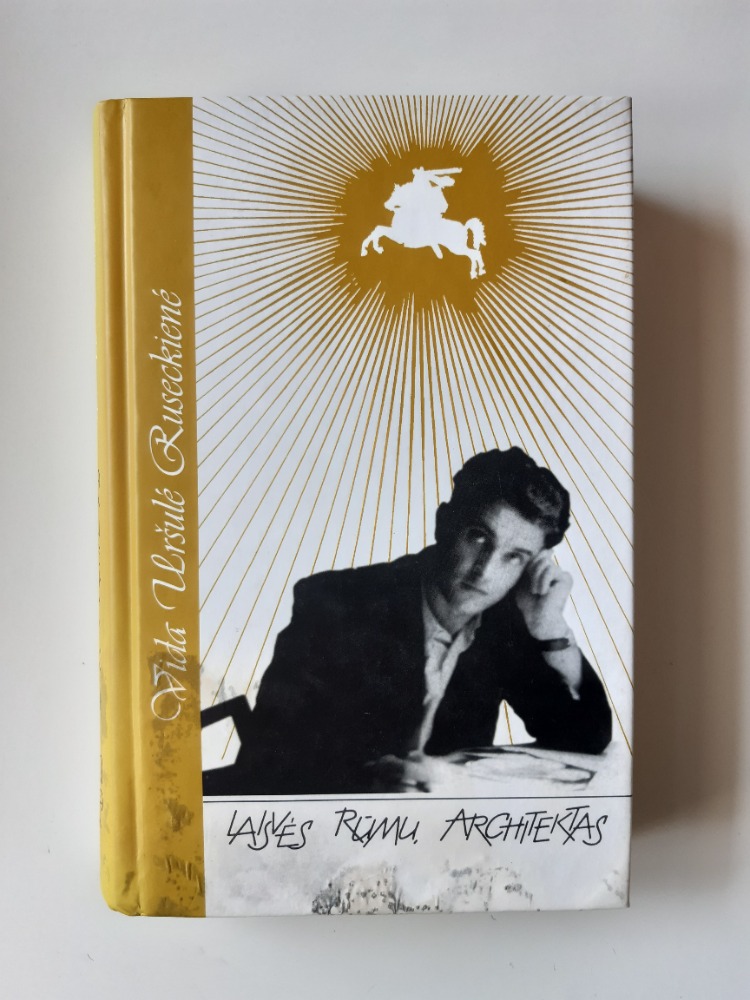 Vida Uršulė Ruseckienė
LAISVĖS RŪMŲ ARCHITEKTAS